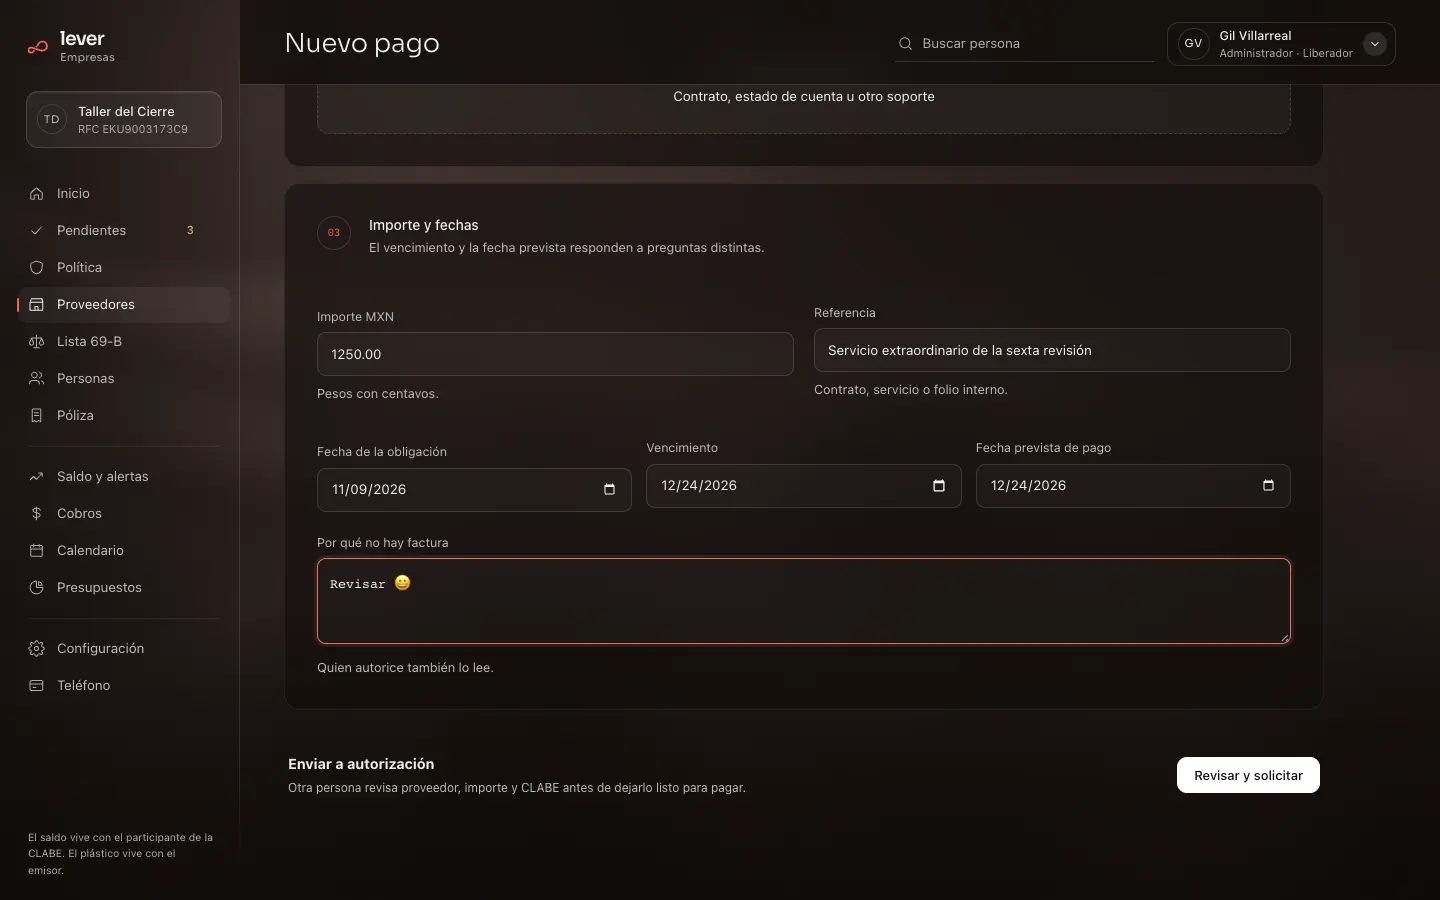 lever
Empresas
TD
Taller del Cierre
RFC EKU9003173C9
Inicio
Pendientes
3
Política
Proveedores
Lista 69-B
Personas
Póliza
Saldo y alertas
Cobros
Calendario
Presupuestos
Configuración
Teléfono
El saldo vive con el participante de la
CLABE. El plástico vive con el
emisor.
Nuevo pago
Buscar persona
GV
Gil Villarreal
Administrador · Liberador
Contrato, estado de cuenta u otro soporte
03
Importe y fechas
El vencimiento y la fecha prevista responden a preguntas distintas.
Importe MXN
1250.00
Pesos con centavos.
Referencia
Servicio extraordinario de la sexta revisión
Contrato, servicio o folio interno.
Fecha de la obligación
11/09/2026
Vencimiento
12/24/2026
Fecha prevista de pago
12/24/2026
Por qué no hay factura
Revisar 😀
Quien autorice también lo lee.
Enviar a autorización
Otra persona revisa proveedor, importe y CLABE antes de dejarlo listo para pagar.
Revisar y solicitar